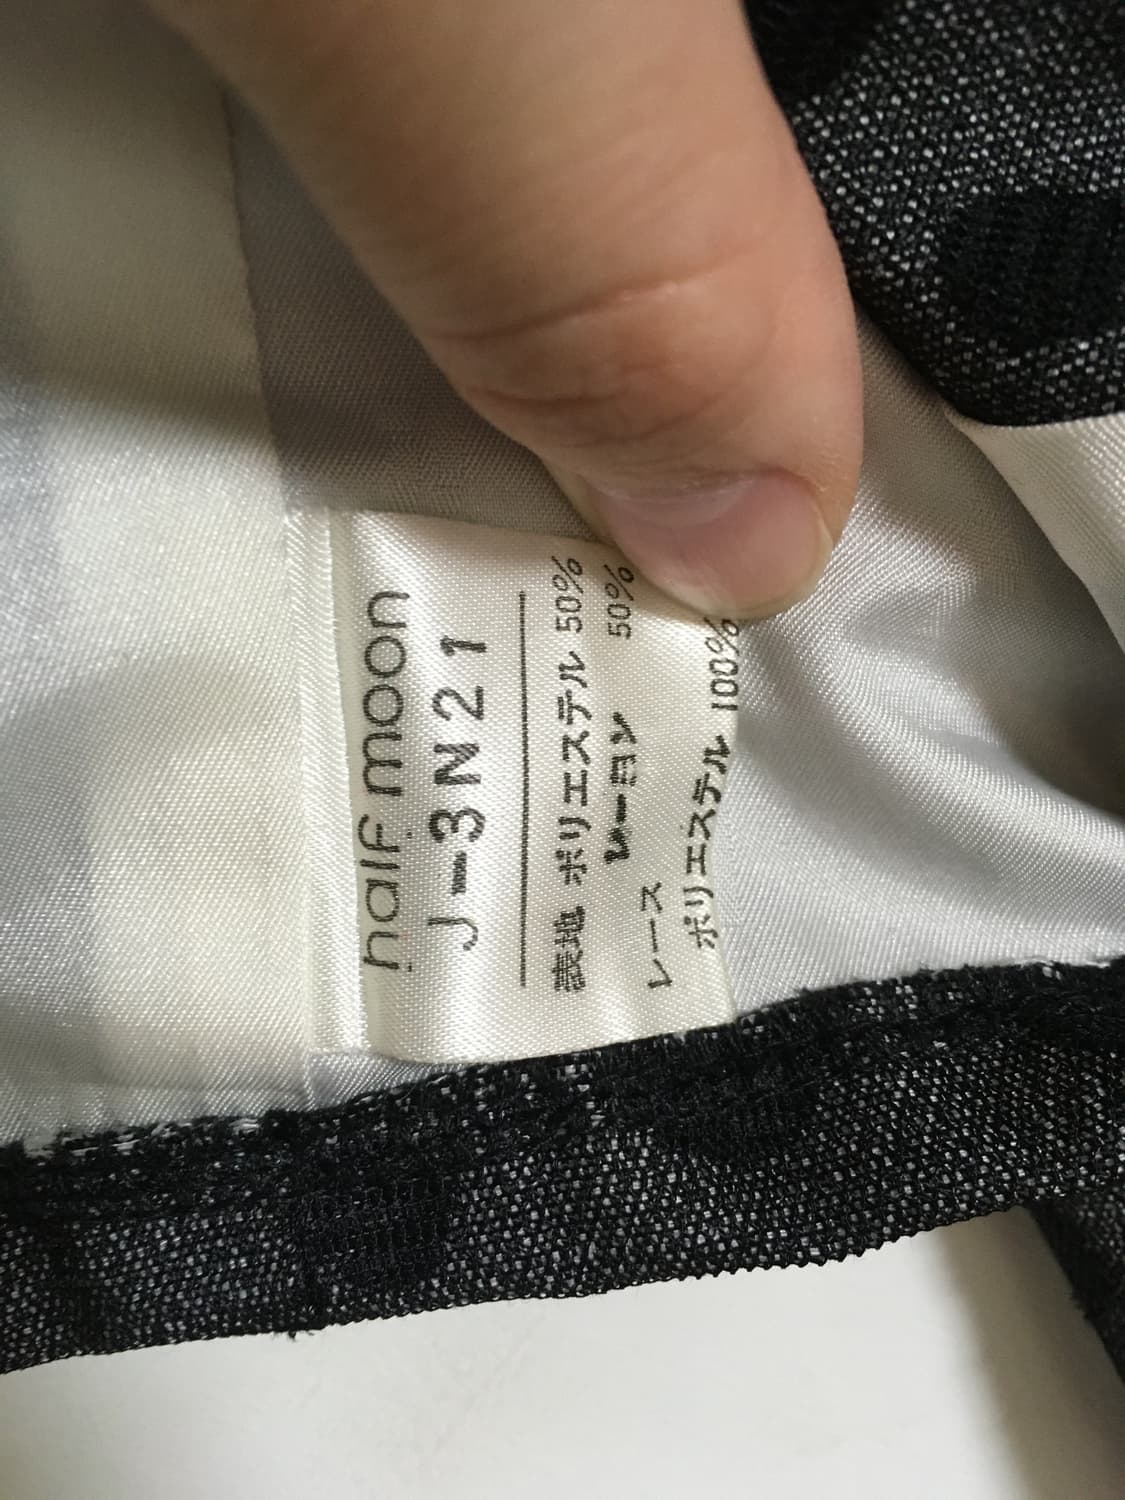 half moon
J-3N21
表地 ポリエステル 50%
レーヨン 50%
レース
ポリエステル 100%